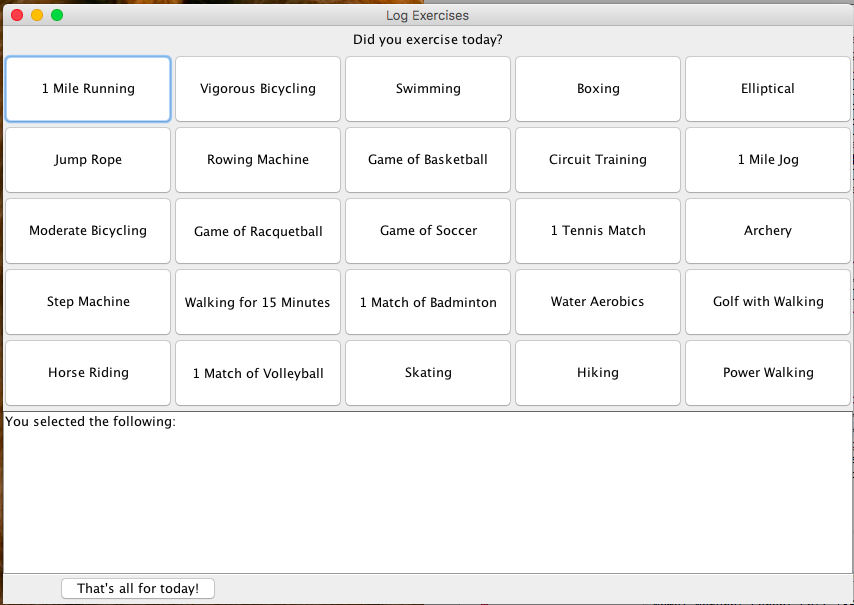 Log Exercises
Did you exercise today?
1 Mile Running
Vigorous Bicycling
Swimming
Boxing
Elliptical
Jump Rope
Rowing Machine
Game of Basketball
Circuit Training
1 Mile Jog
Moderate Bicycling
Game of Racquetball
Game of Soccer
1 Tennis Match
Archery
Step Machine
Walking for 15 Minutes
1 Match of Badminton
Water Aerobics
Golf with Walking
Horse Riding
1 Match of Volleyball
Skating
Hiking
Power Walking
You selected the following:
That's all for today!